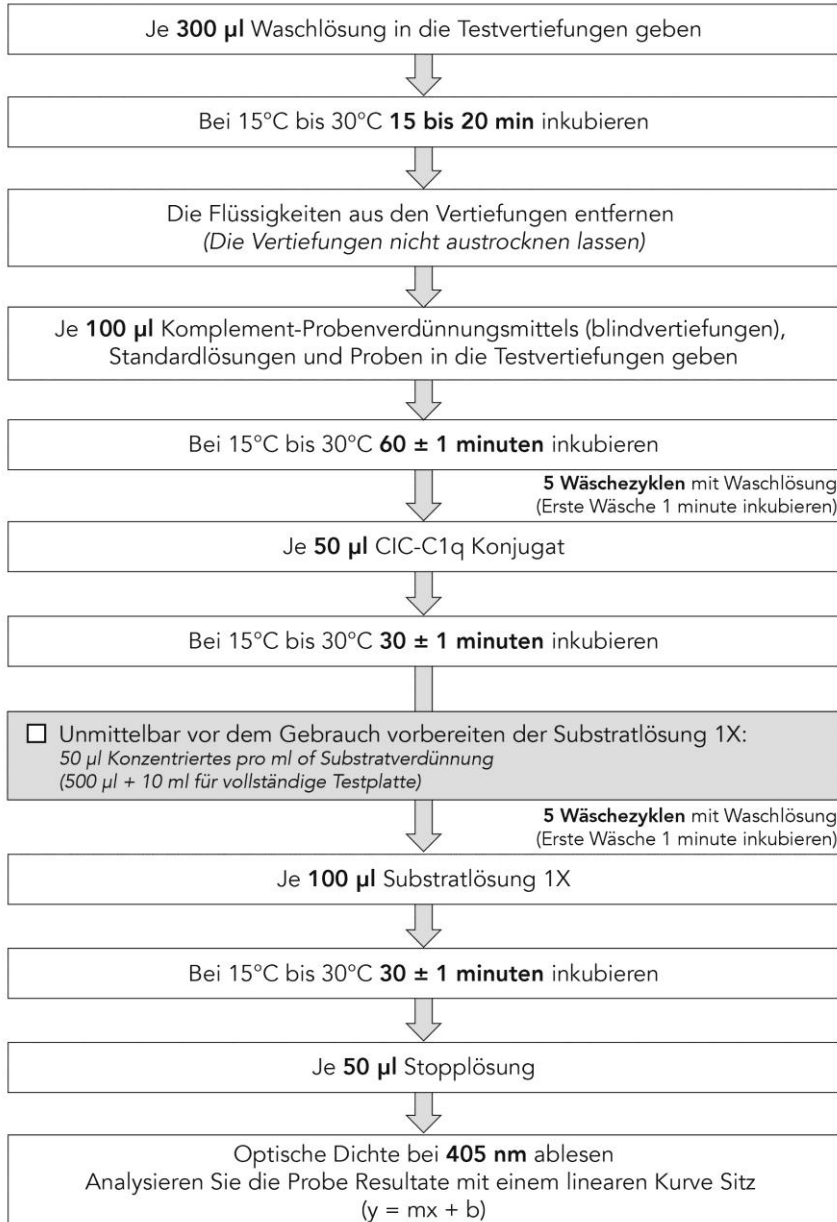 Je 300 µl Waschlösung in die Testvertiefungen geben
Bei 15°C bis 30°C 15 bis 20 min inkubieren
Die Flüssigkeiten aus den Vertiefungen entfernen
(Die Vertiefungen nicht austrocknen lassen)
Je 100 µl Komplement-Probenverdünnungsmittels (blindvertiefungen),
Standardlösungen und Proben in die Testvertiefungen geben
Bei 15°C bis 30°C 60 ± 1 minuten inkubieren
5 Wäschezyklen mit Waschlösung
(Erste Wäsche 1 minute inkubieren)
Je 50 µl CIC-C1q Konjugat
Bei 15°C bis 30°C 30 ± 1 minuten inkubieren
☐ Unmittelbar vor dem Gebrauch vorbereiten der Substratlösung 1X:
50 µl Konzentriertes pro ml of Substratverdünnung
(500 µl + 10 ml für vollständige Testplatte)
5 Wäschezyklen mit Waschlösung
(Erste Wäsche 1 minute inkubieren)
Je 100 µl Substratlösung 1X
Bei 15°C bis 30°C 30 ± 1 minuten inkubieren
Je 50 µl Stopplösung
Optische Dichte bei 405 nm ablesen
Analysieren Sie die Probe Resultate mit einem linearen Kurve Sitz
(y = mx + b)